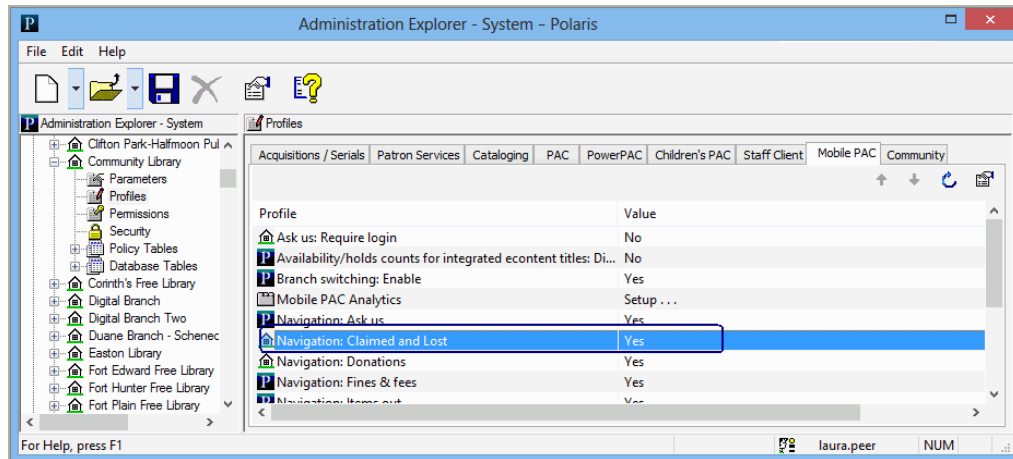 Administration Explorer - System - Polaris
File Edit Help
Administration Explorer - System
Clifton Park-Halfmoon Pul
Community Library
Parameters
Profiles
Permissions
Security
Policy Tables
Database Tables
Corinth's Free Library
Digital Branch
Digital Branch Two
Duane Branch - Schenec
Easton Library
Fort Edward Free Library
Fort Hunter Free Library
Fort Plain Free Library
Profiles
Acquisitions / Serials Patron Services Cataloging PAC PowerPAC Children's PAC Staff Client Mobile PAC Community
Profile Value
Ask us: Require login No
Availability/holds counts for integrated econtent titles: Di... No
Branch switching: Enable Yes
Mobile PAC Analytics Setup . . .
Navigation: Ask us Yes
Navigation: Claimed and Lost Yes
Navigation: Donations Yes
Navigation: Fines & fees Yes
Navigation: Items out Yes
For Help, press F1 laura.peer NUM